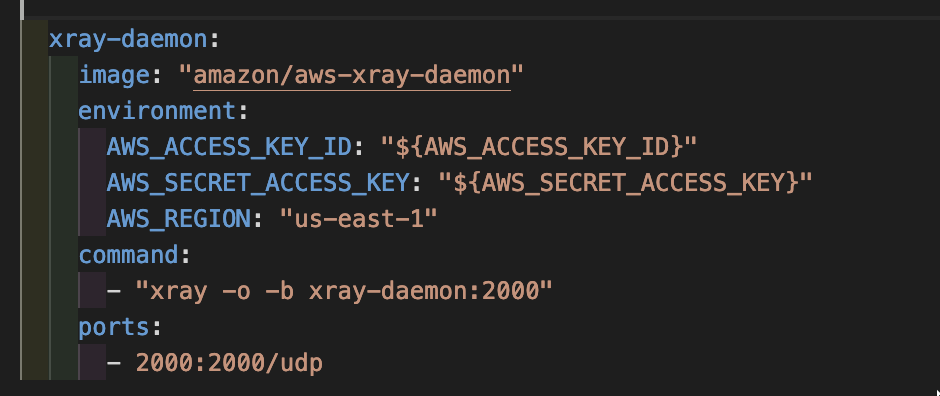 xray-daemon:
image: "amazon/aws-xray-daemon"
environment:
AWS_ACCESS_KEY_ID: "${AWS_ACCESS_KEY_ID}"
AWS_SECRET_ACCESS_KEY: "${AWS_SECRET_ACCESS_KEY}"
AWS_REGION: "us-east-1"
command:
- "xray -o -b xray-daemon:2000"
ports:
- 2000:2000/udp